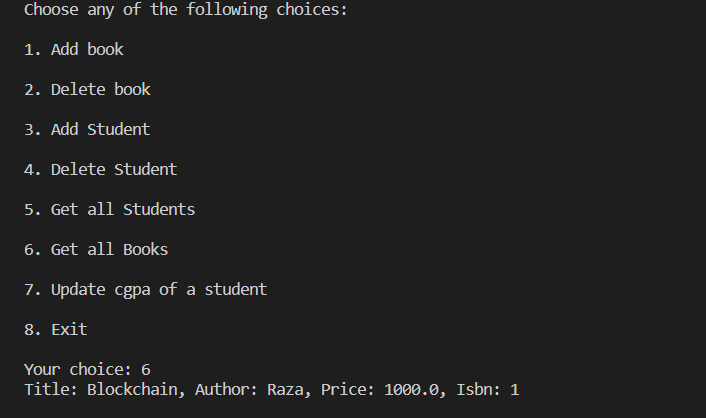 Choose any of the following choices:
1. Add book
2. Delete book
3. Add Student
4. Delete Student
5. Get all Students
6. Get all Books
7. Update cgpa of a student
8. Exit
Your choice: 6
Title: Blockchain, Author: Raza, Price: 1000.0, Isbn: 1